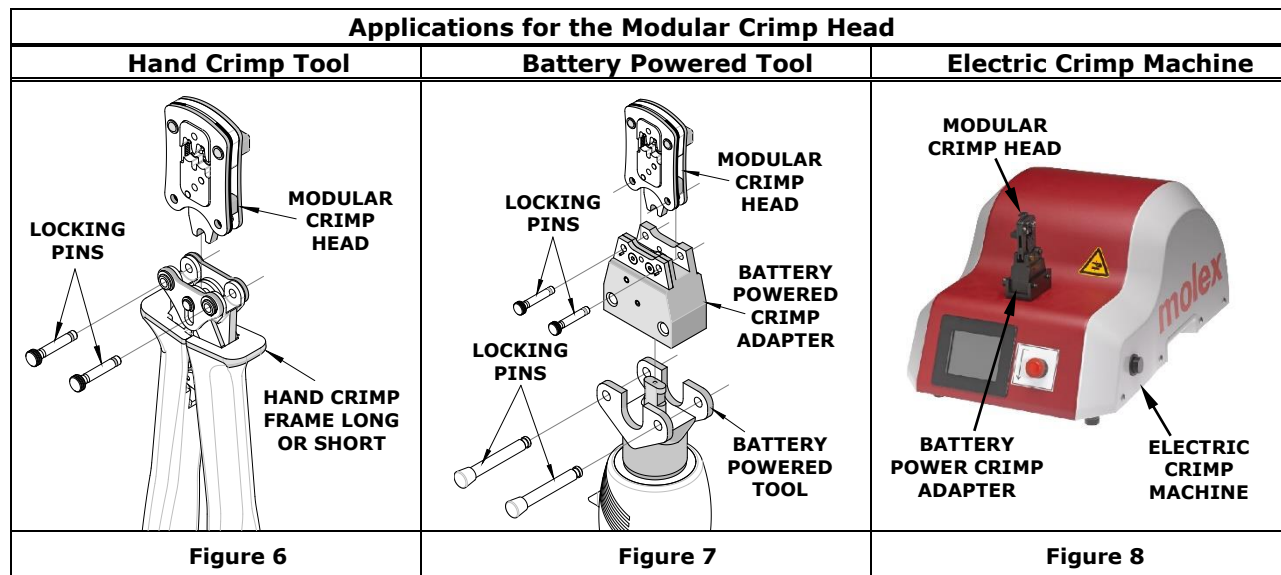 Applications for the Modular Crimp Head
Hand Crimp Tool
Battery Powered Tool
Electric Crimp Machine
MODULAR
CRIMP
HEAD
LOCKING
PINS
HAND CRIMP
FRAME LONG
OR SHORT
MODULAR
CRIMP
HEAD
LOCKING
PINS
BATTERY
POWERED
CRIMP
ADAPTER
LOCKING
PINS
BATTERY
POWERED
TOOL
MODULAR
CRIMP HEAD
molex
BATTERY
POWER CRIMP
ADAPTER
ELECTRIC
CRIMP
MACHINE
Figure 6
Figure 7
Figure 8